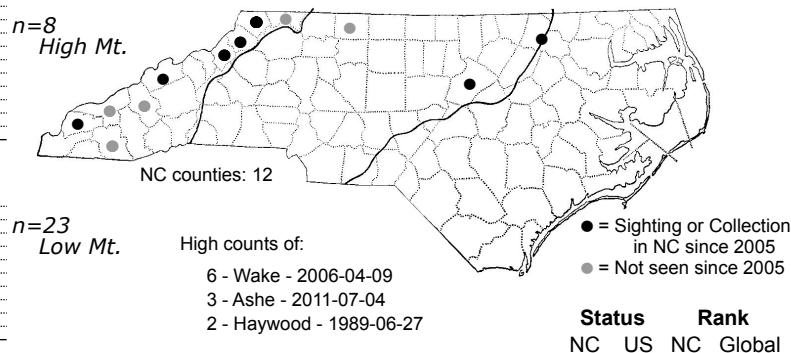 n=8
High Mt.
NC counties: 12
n=23
Low Mt.
High counts of:
6 - Wake - 2006-04-09
3 - Ashe - 2011-07-04
2 - Haywood - 1989-06-27
● = Sighting or Collection
in NC since 2005
● = Not seen since 2005
Status Rank
NC US NC Global